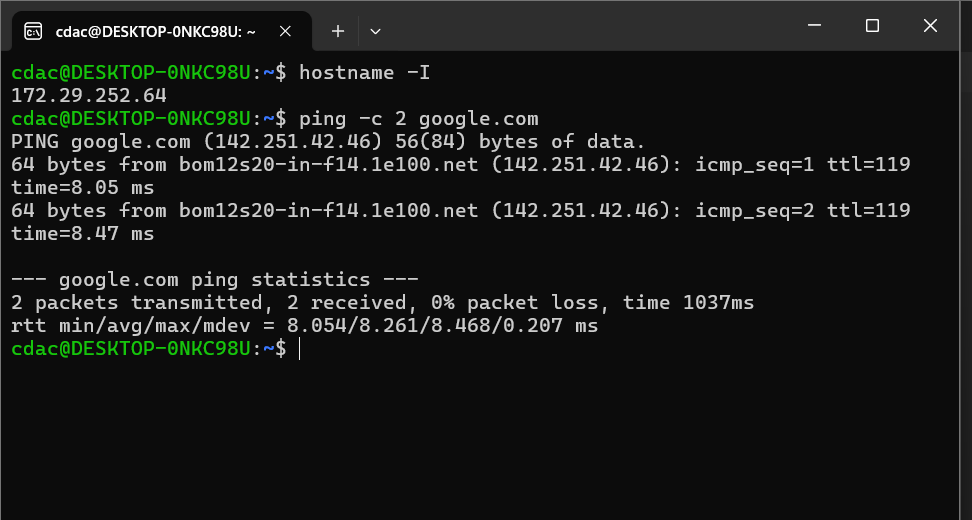 cdac@DESKTOP-0NKC98U: ~
cdac@DESKTOP-0NKC98U:~$ hostname -I
172.29.252.64
cdac@DESKTOP-0NKC98U:~$ ping -c 2 google.com
PING google.com (142.251.42.46) 56(84) bytes of data.
64 bytes from bom12s20-in-f14.1e100.net (142.251.42.46): icmp_seq=1 ttl=119
time=8.05 ms
64 bytes from bom12s20-in-f14.1e100.net (142.251.42.46): icmp_seq=2 ttl=119
time=8.47 ms

--- google.com ping statistics ---
2 packets transmitted, 2 received, 0% packet loss, time 1037ms
rtt min/avg/max/mdev = 8.054/8.261/8.468/0.207 ms
cdac@DESKTOP-0NKC98U:~$